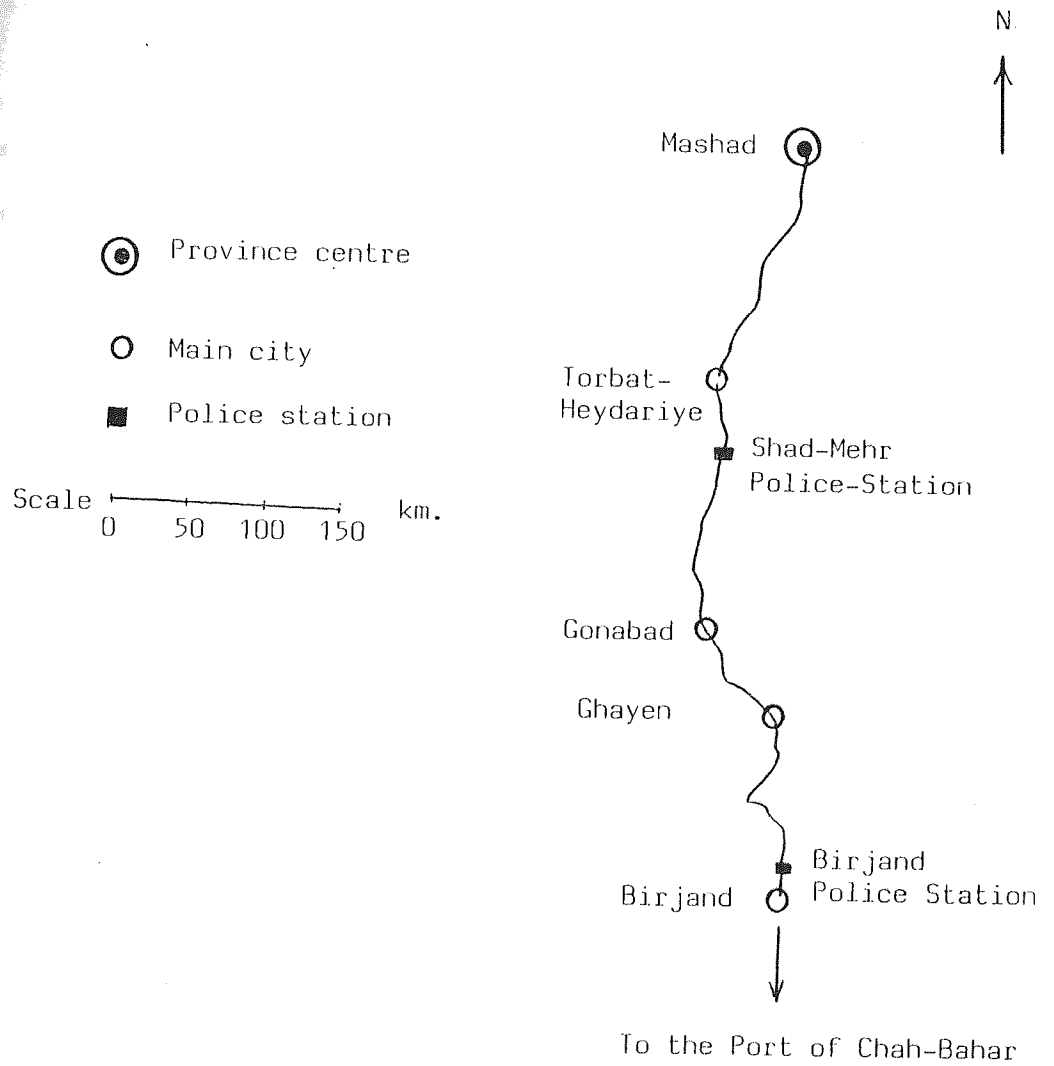 N
Mashad
Province centre
Main city
Police station
Scale
0 50 100 150
km.
Torbat-
Heydariye
Shad-Mehr
Police-Station
Gonabad
Ghayen
Birjand
Police Station
Birjand
To the Port of Chah-Bahar